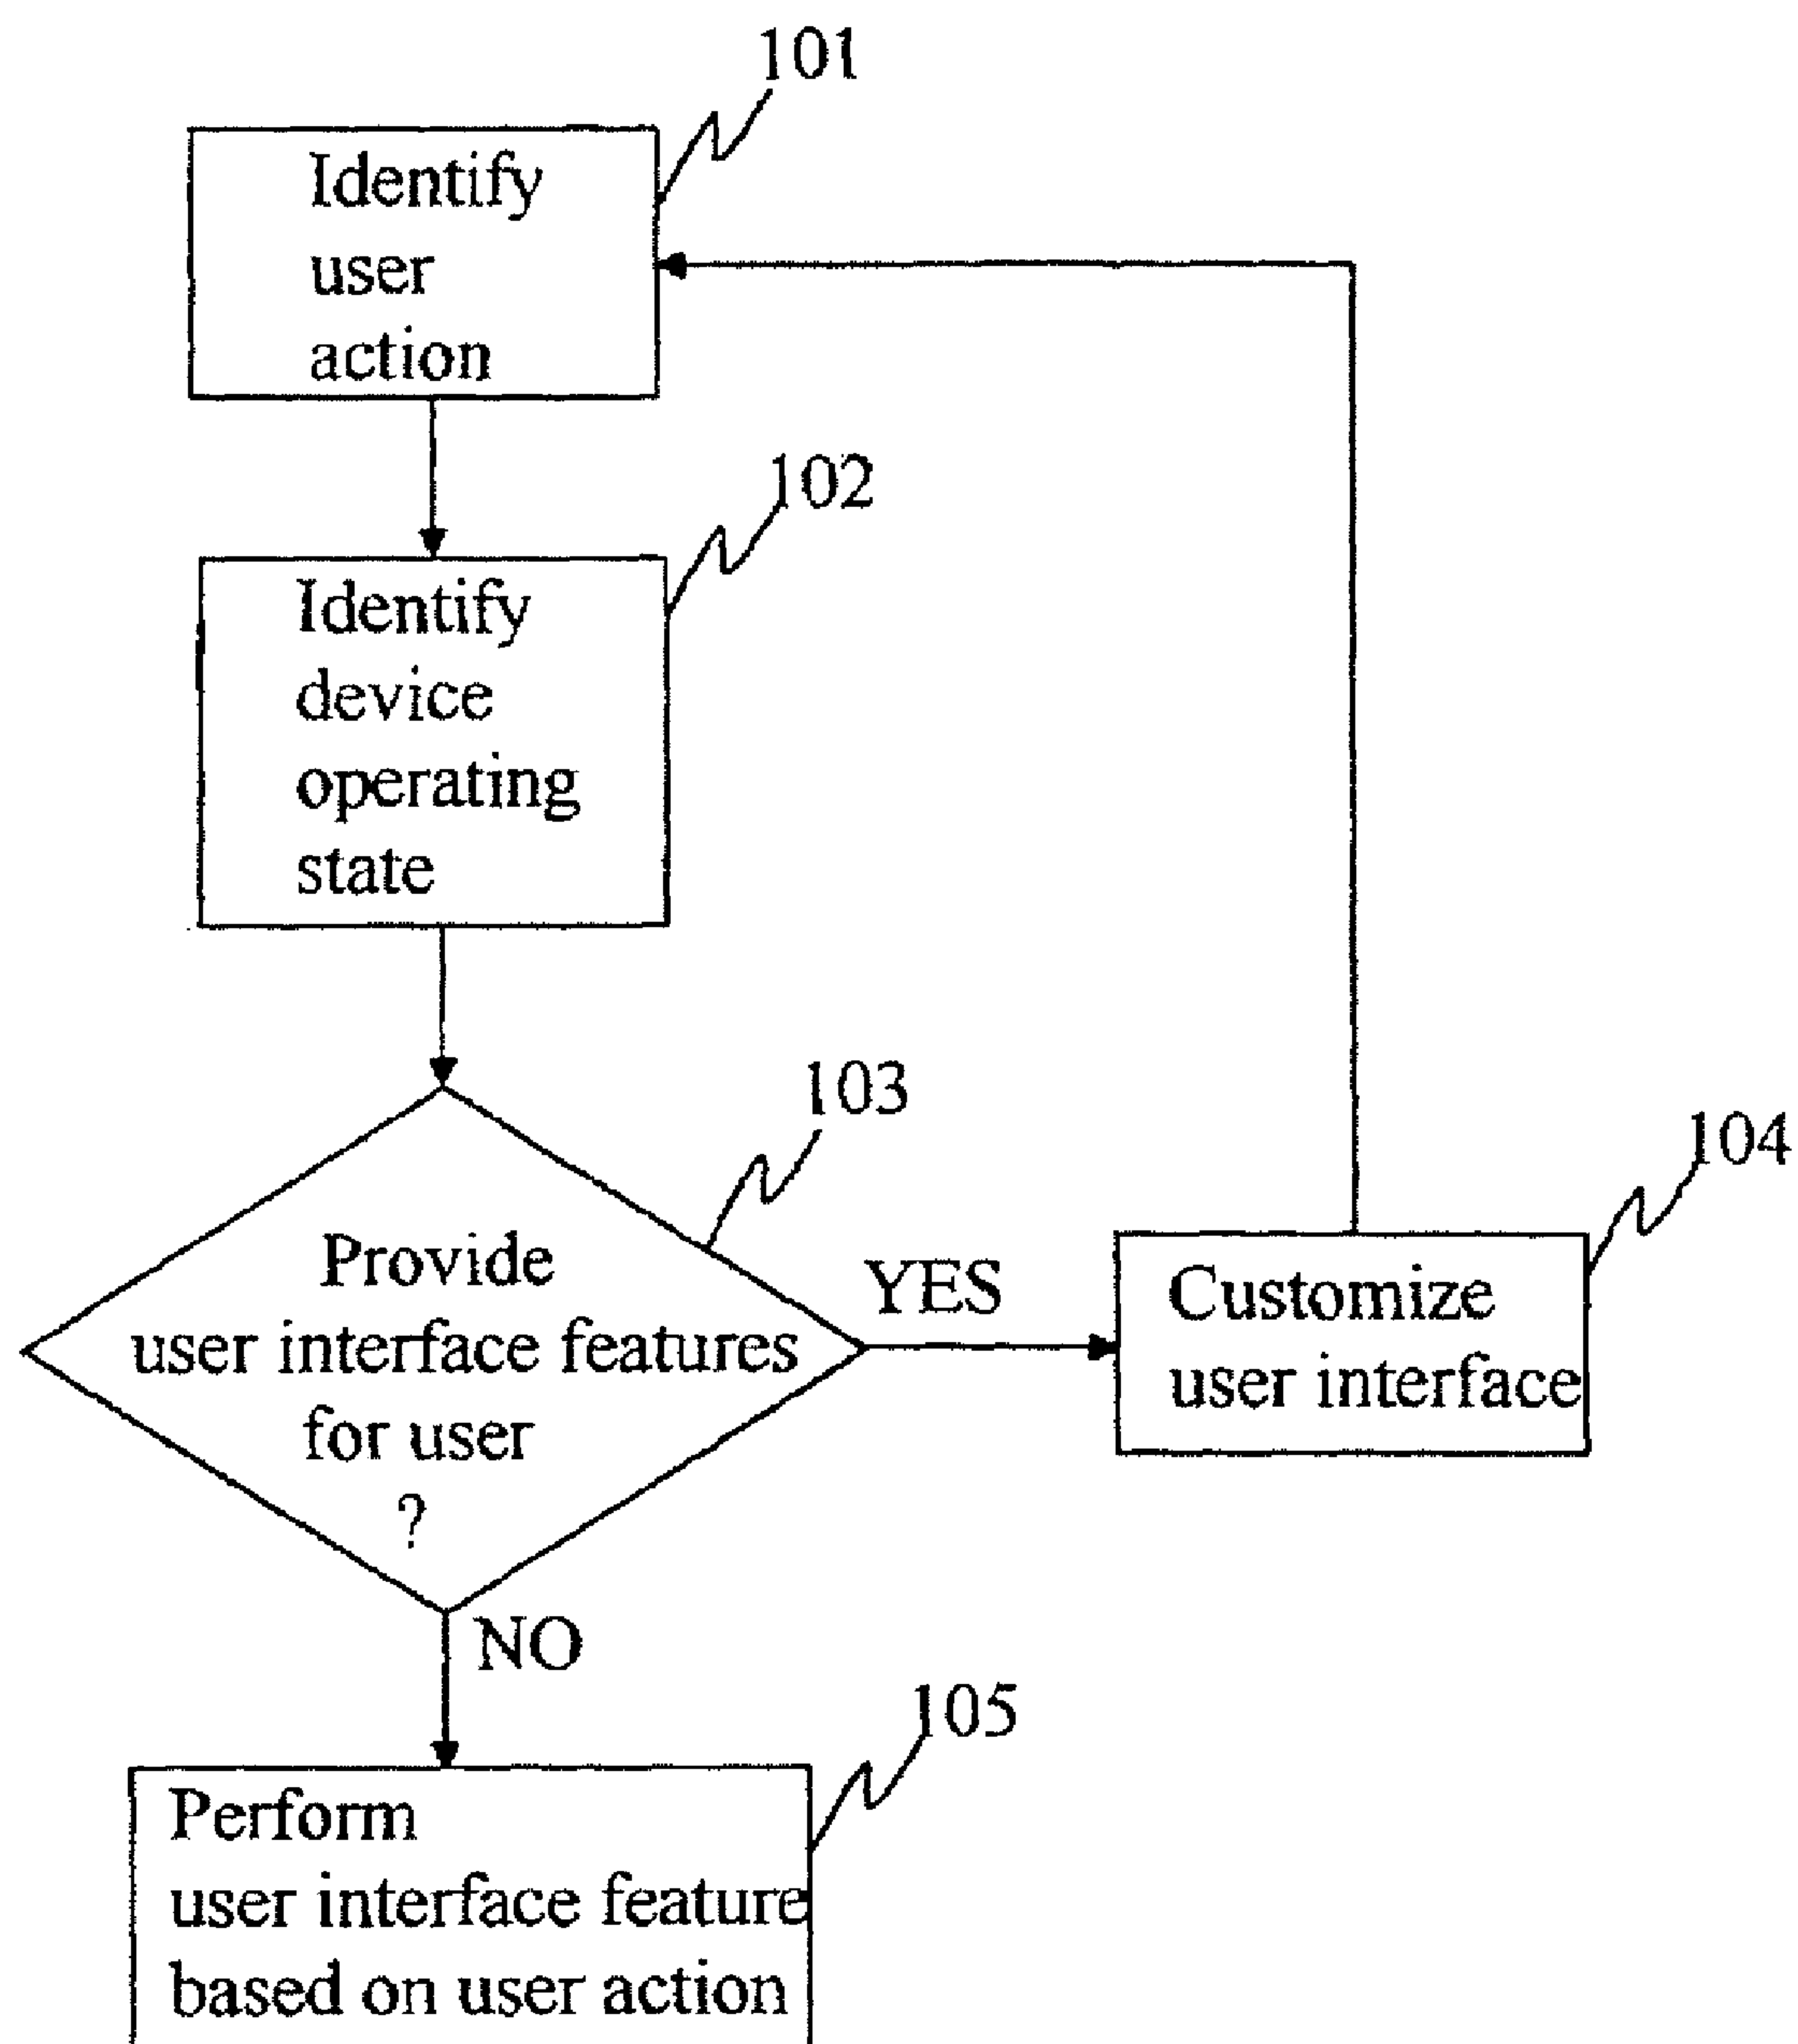 101
Identify
user
action
102
Identify
device
operating
state
103
Provide
user interface features
for user
?
YES
104
Customize
user interface
NO
105
Perform
user interface feature
based on user action